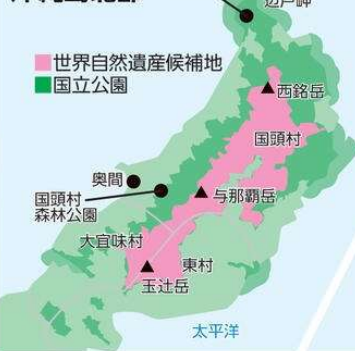 辺戸岬
世界自然遺産候補地
国立公園
西銘岳
国頭村
奥間
国頭村
森林公園
与那覇岳
大宜味村
東村
玉辻岳
太平洋